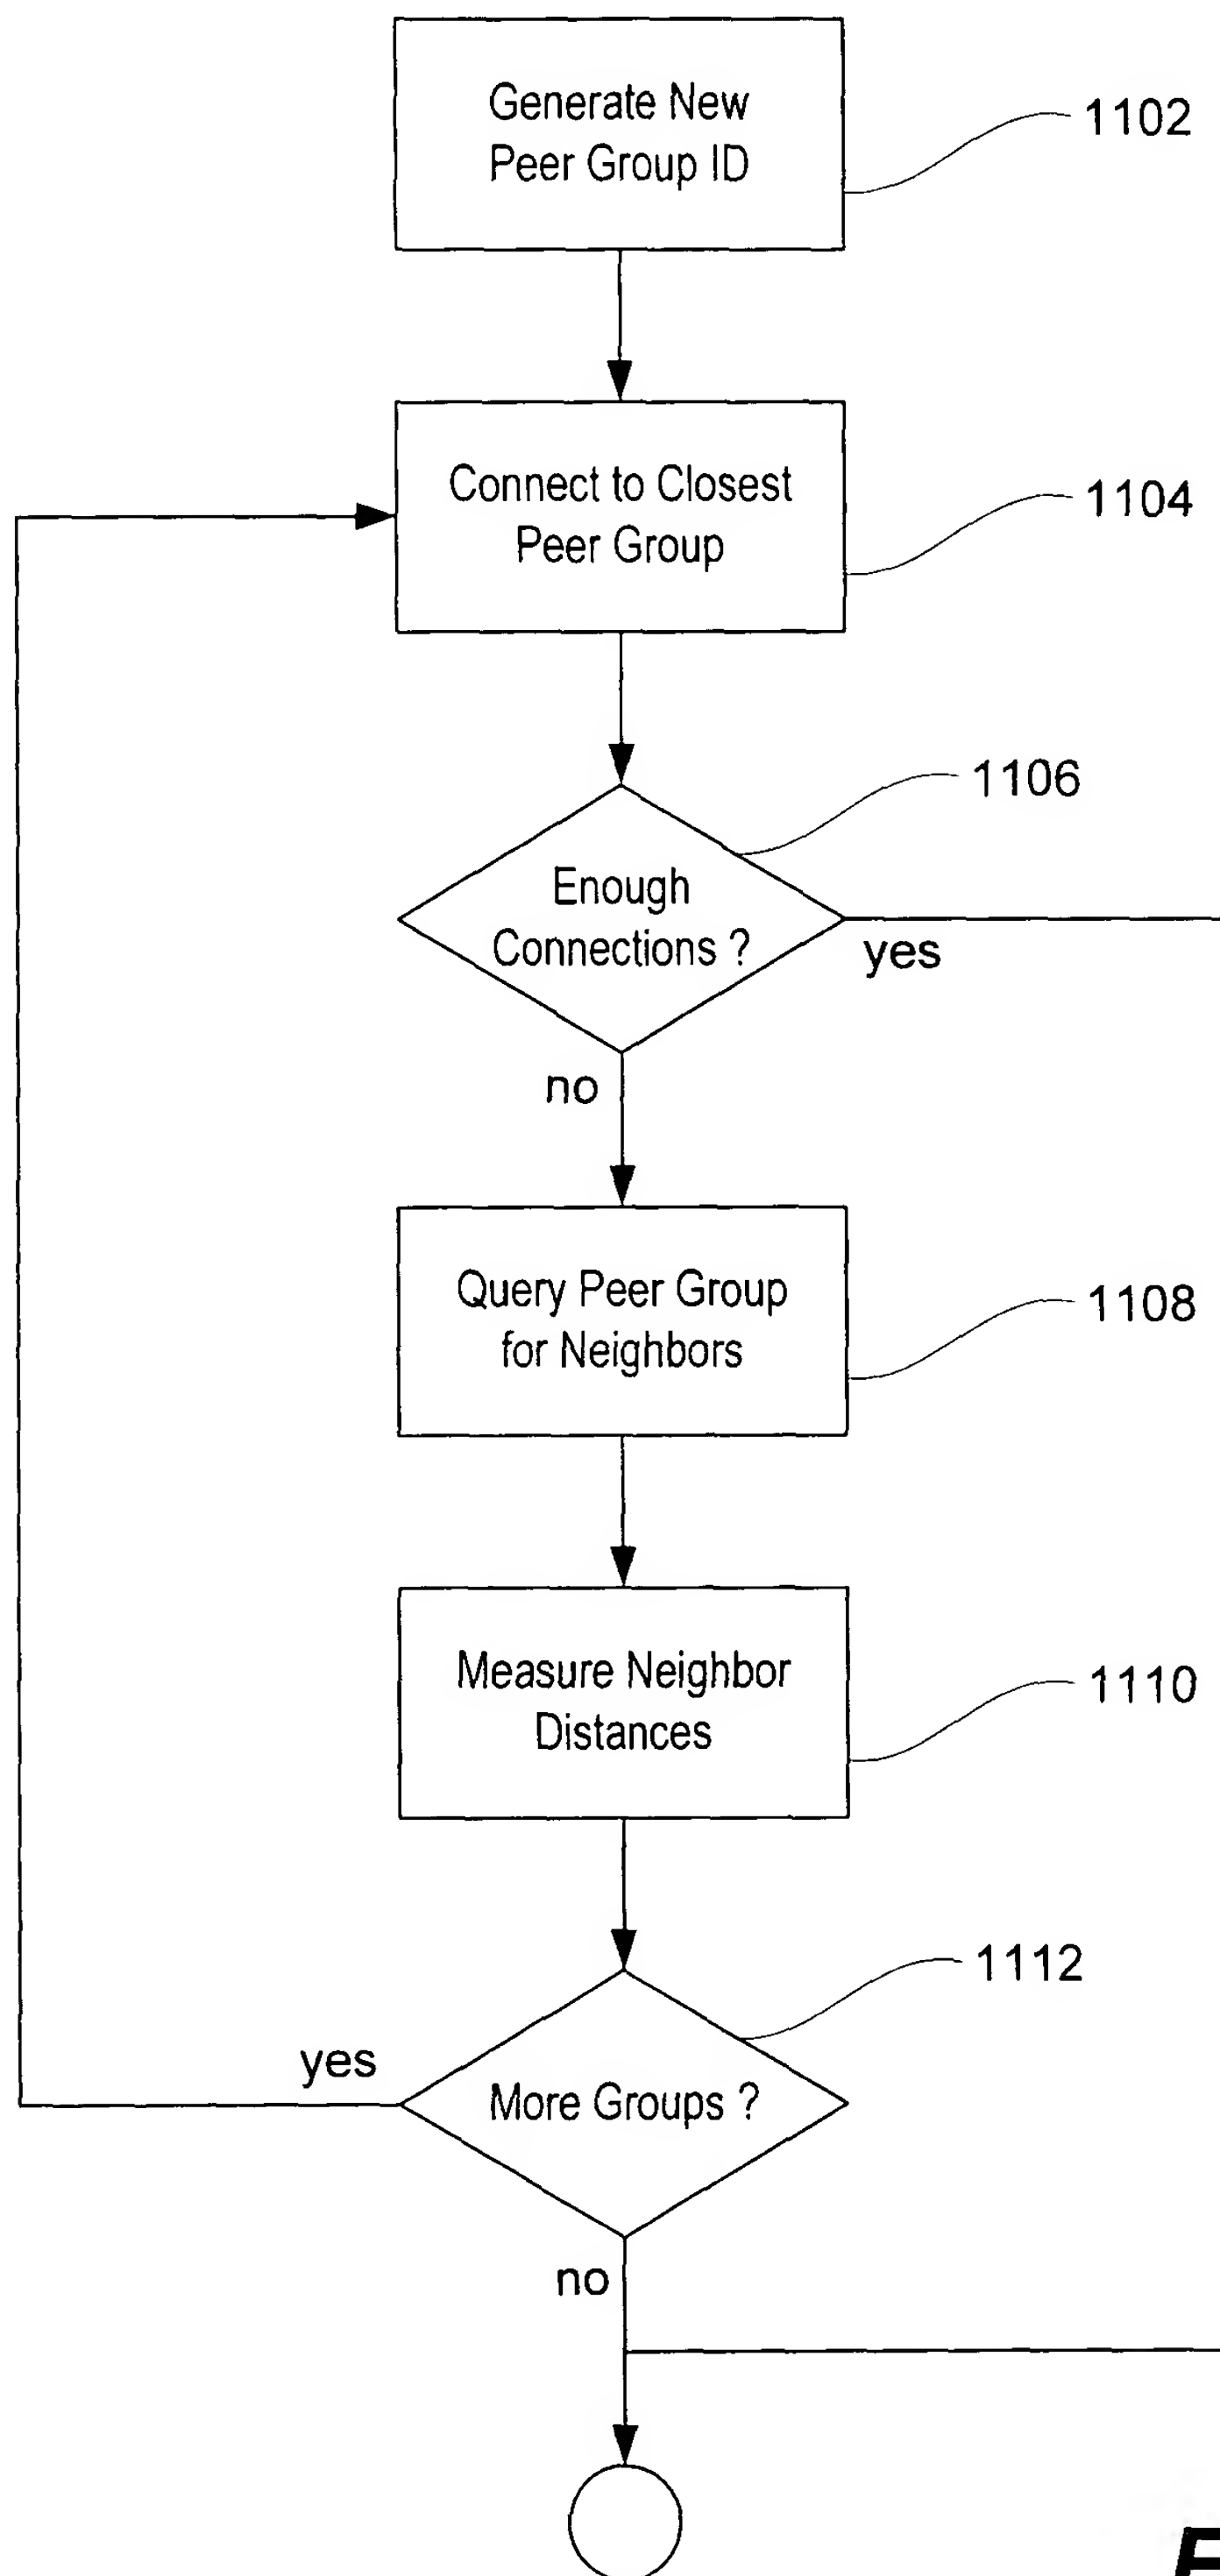 Generate New
Peer Group ID
1102
Connect to Closest
Peer Group
1104
1106
Enough
Connections ?
yes
no
Query Peer Group
for Neighbors
1108
Measure Neighbor
Distances
1110
1112
yes
More Groups ?
no